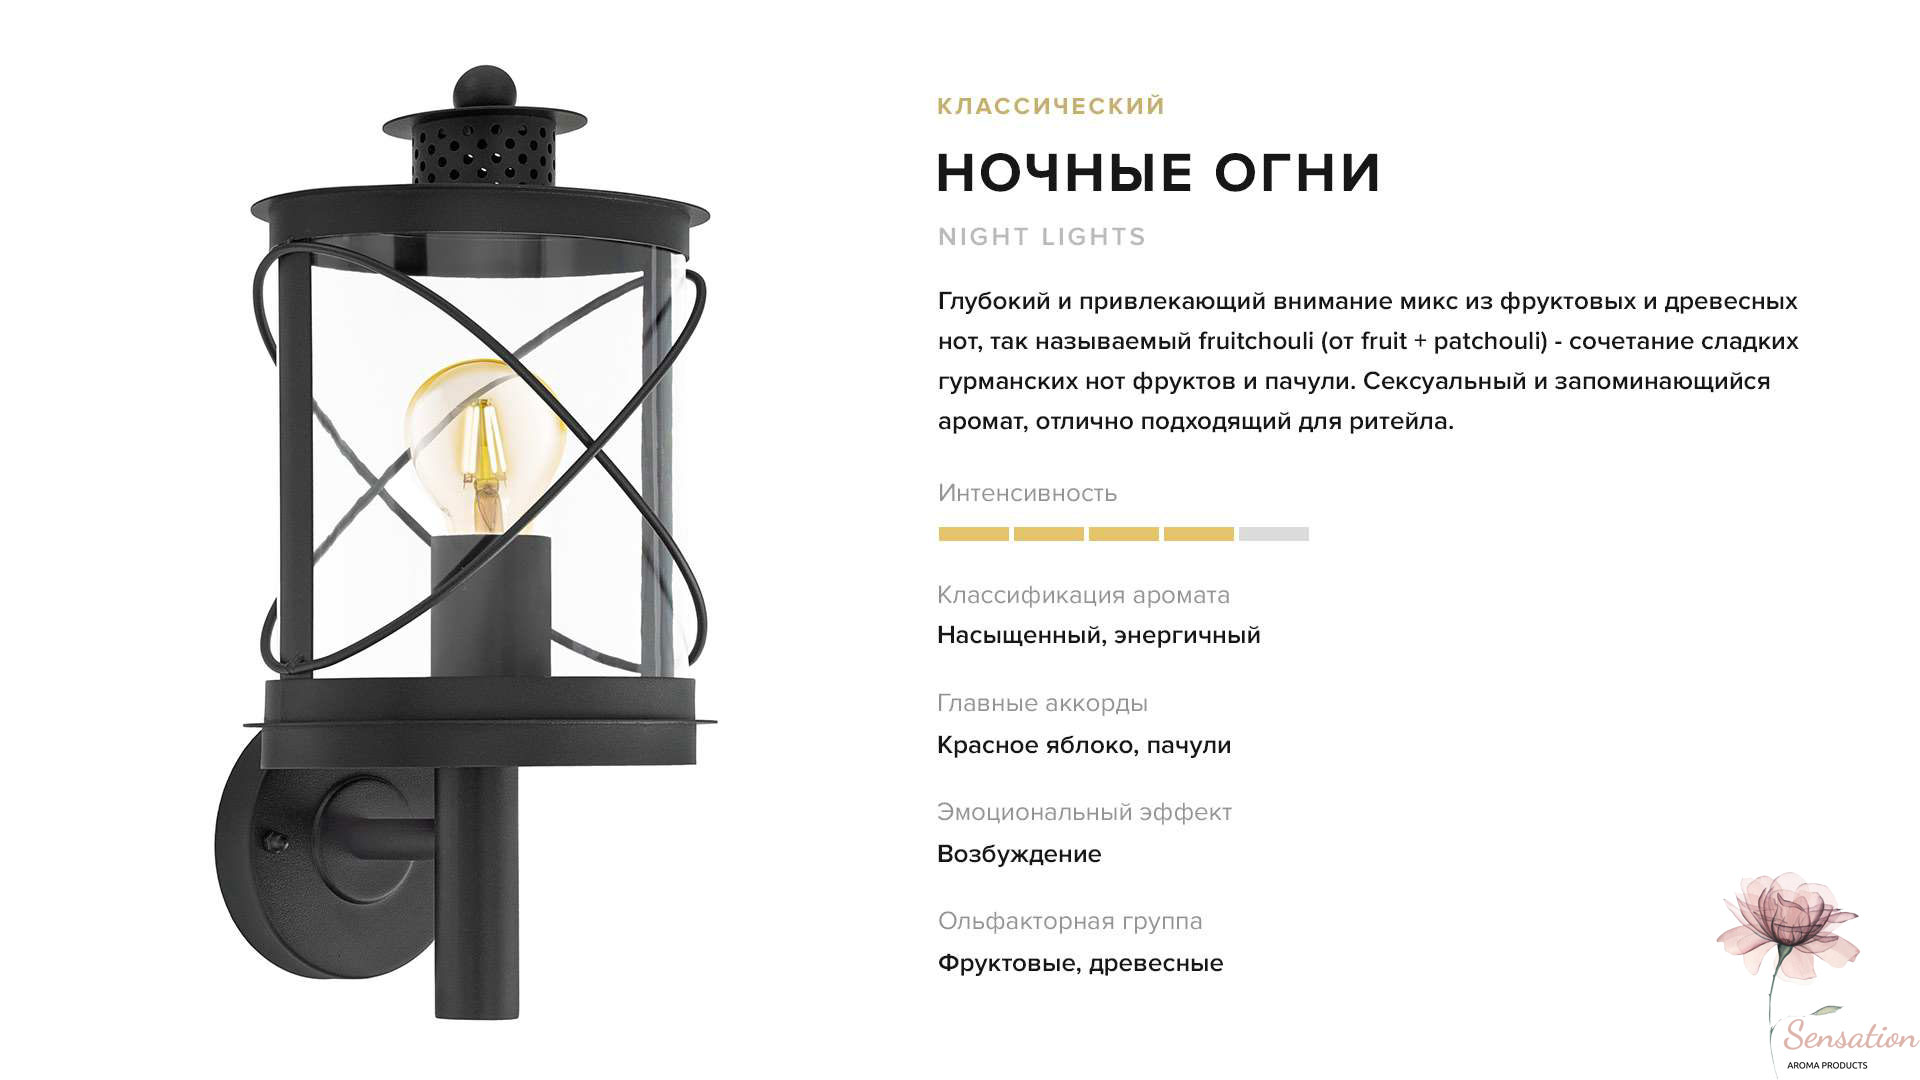 КЛАССИЧЕСКИЙ
НОЧНЫЕ ОГНИ
NIGHT LIGHTS
Глубокий и привлекающий внимание микс из фруктовых и древесных
нот, так называемый fruitchouli (от fruit + patchouli) - сочетание сладких
гурманских нот фруктов и пачули. Сексуальный и запоминающийся
аромат, отлично подходящий для ритейла.
Интенсивность
Классификация аромата
Насыщенный, энергичный
Главные аккорды
Красное яблоко, пачули
Эмоциональный эффект
Возбуждение
Ольфакторная группа
Фруктовые, древесные
Sensation
AROMA PRODUCTS